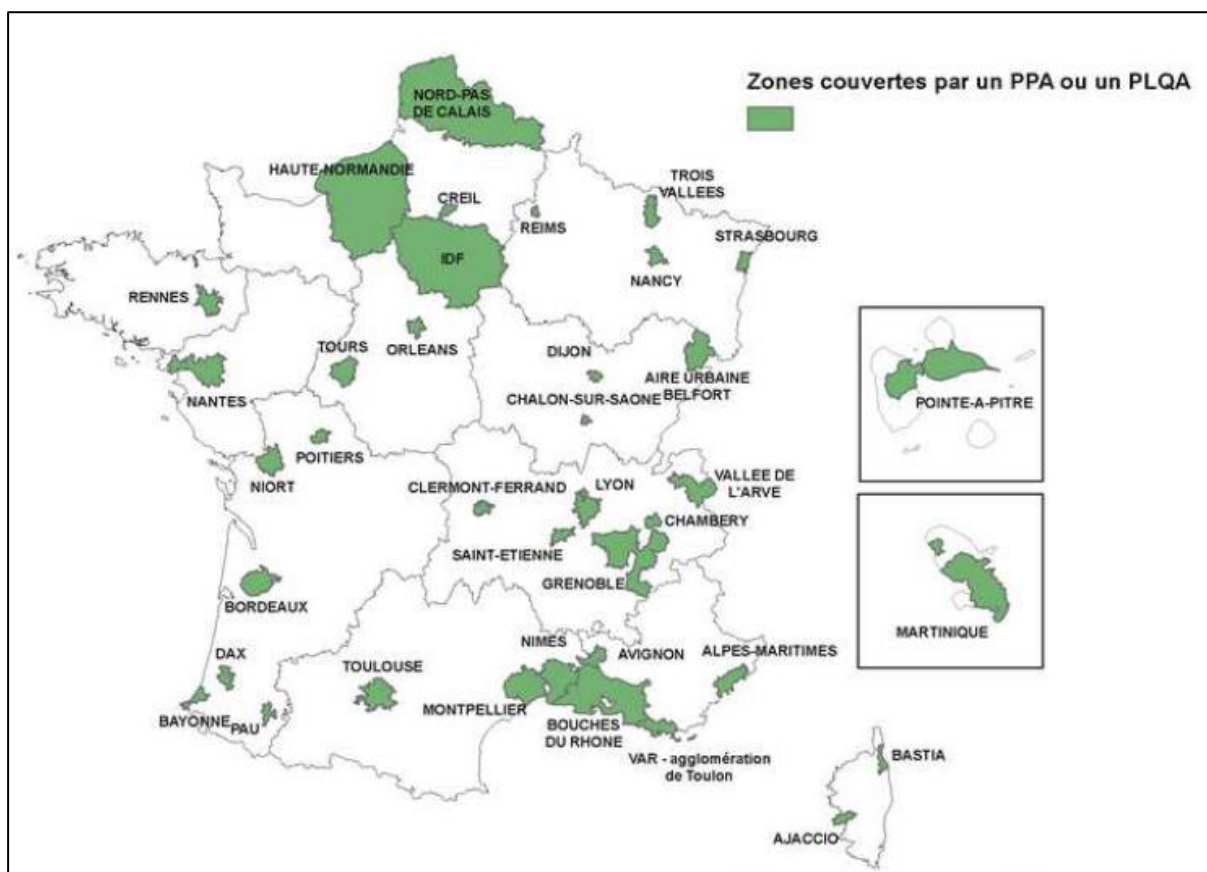 Zones couvertes par un PPA ou un PLQA
NORD-PAS
DE CALAIS
HAUTE-NORMANDIE
CREIL
REIMS
TROIS
VALLEES
STRASBOURG
IDF
NANCY
RENNES
TOURS
ORLEANS
DIJON
AIRE URBAINE
BELFORT
NANTES
CHALON-SUR-SAONE
POINTE-A-PITRE
POITIERS
NIORT
CLERMONT-FERRAND
LYON
VALLEE DE
L'ARVE
CHAMBERY
SAINT-ETIENNE
GRENOBLE
BORDEAUX
MARTINIQUE
NIMES
AVIGNON
ALPES-MARITIMES
DAX
TOULOUSE
MONTPELLIER
BAYONNE
PAU
BOUCHES
DU RHONE
VAR - agglomération
de Toulon
BASTIA
AJACCIO